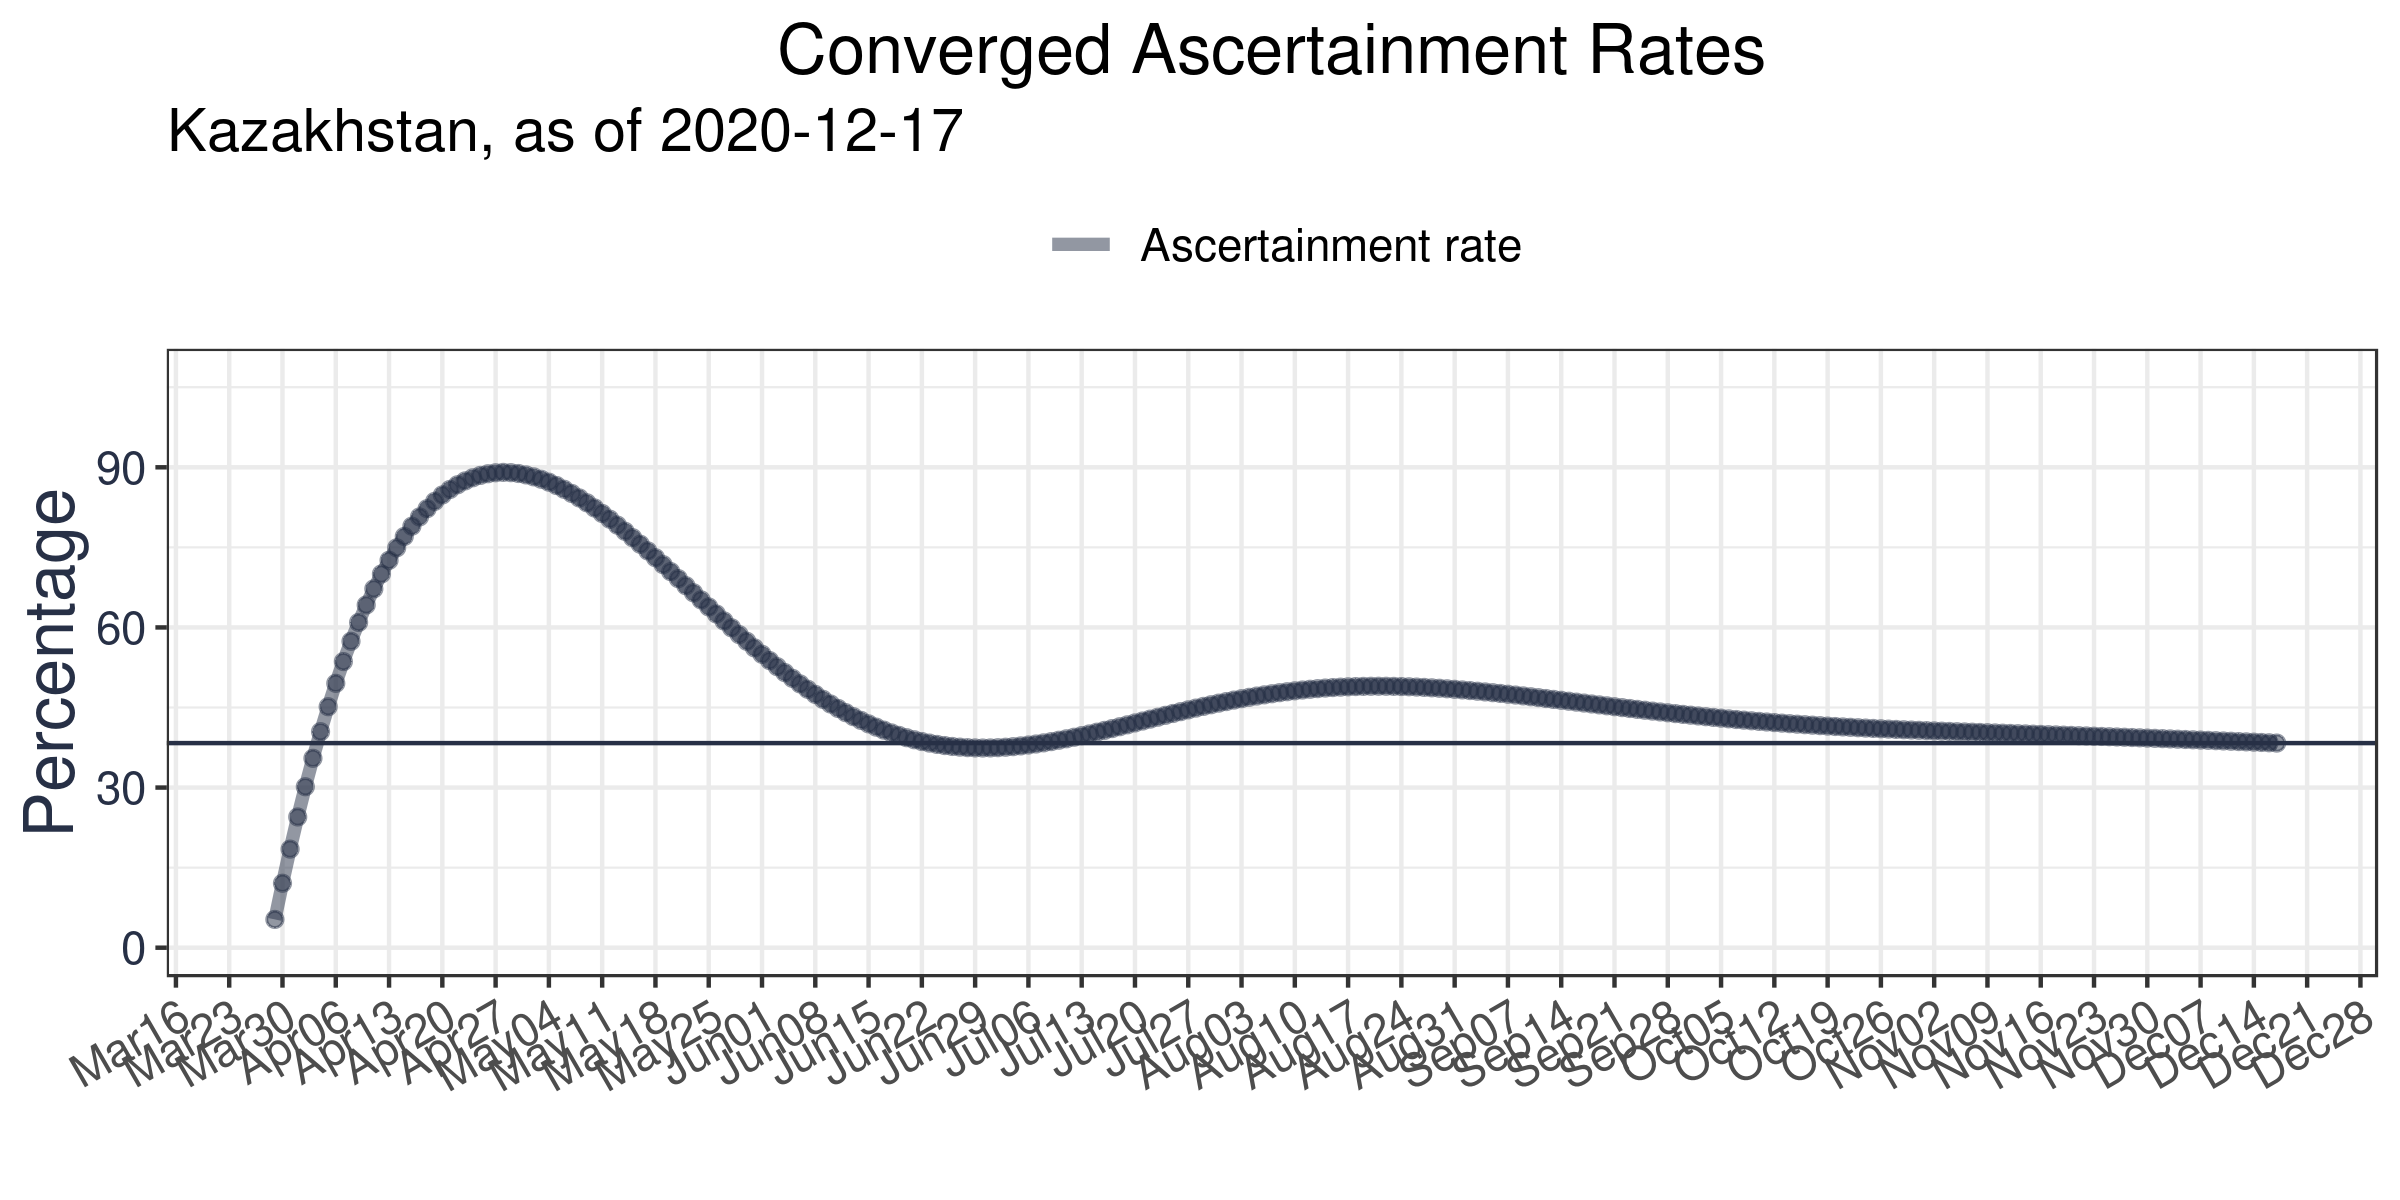 Converged Ascertainment Rates
Kazakhstan, as of 2020-12-17
Ascertainment rate
Percentage
90
60
30
0
Mar16
Mar23
Mar30
Apr06
Apr13
Apr20
Apr27
May04
May11
May18
May25
Jun01
Jun08
Jun15
Jun22
Jun29
Jul06
Jul13
Jul20
Jul27
Aug03
Aug10
Aug17
Aug24
Aug31
Sep07
Sep14
Sep21
Sep28
Oct05
Oct12
Oct19
Oct26
Nov02
Nov09
Nov16
Nov23
Nov30
Dec07
Dec14
Dec21
Dec28